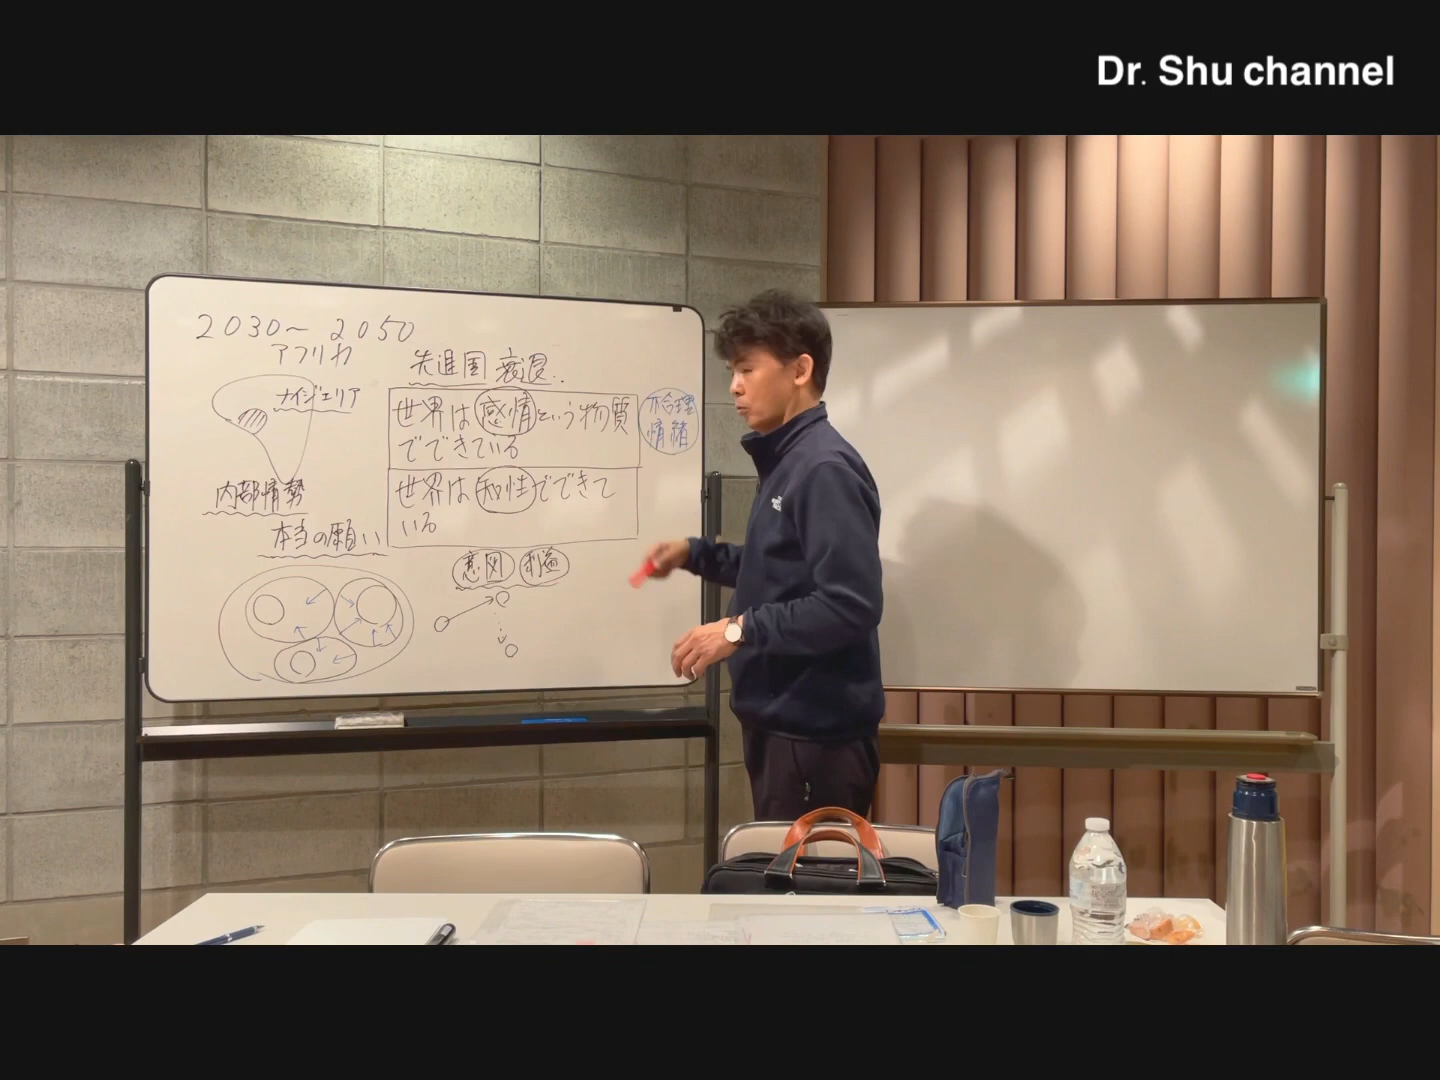 Dr. Shu channel
2030〜2050
アフリカ
先進国 衰退..
ナイジェリア
世界は感情という物質
でできている
不合理
情緒
世界は知性でできて
いる
内部情勢
本当の願い
意図 利益